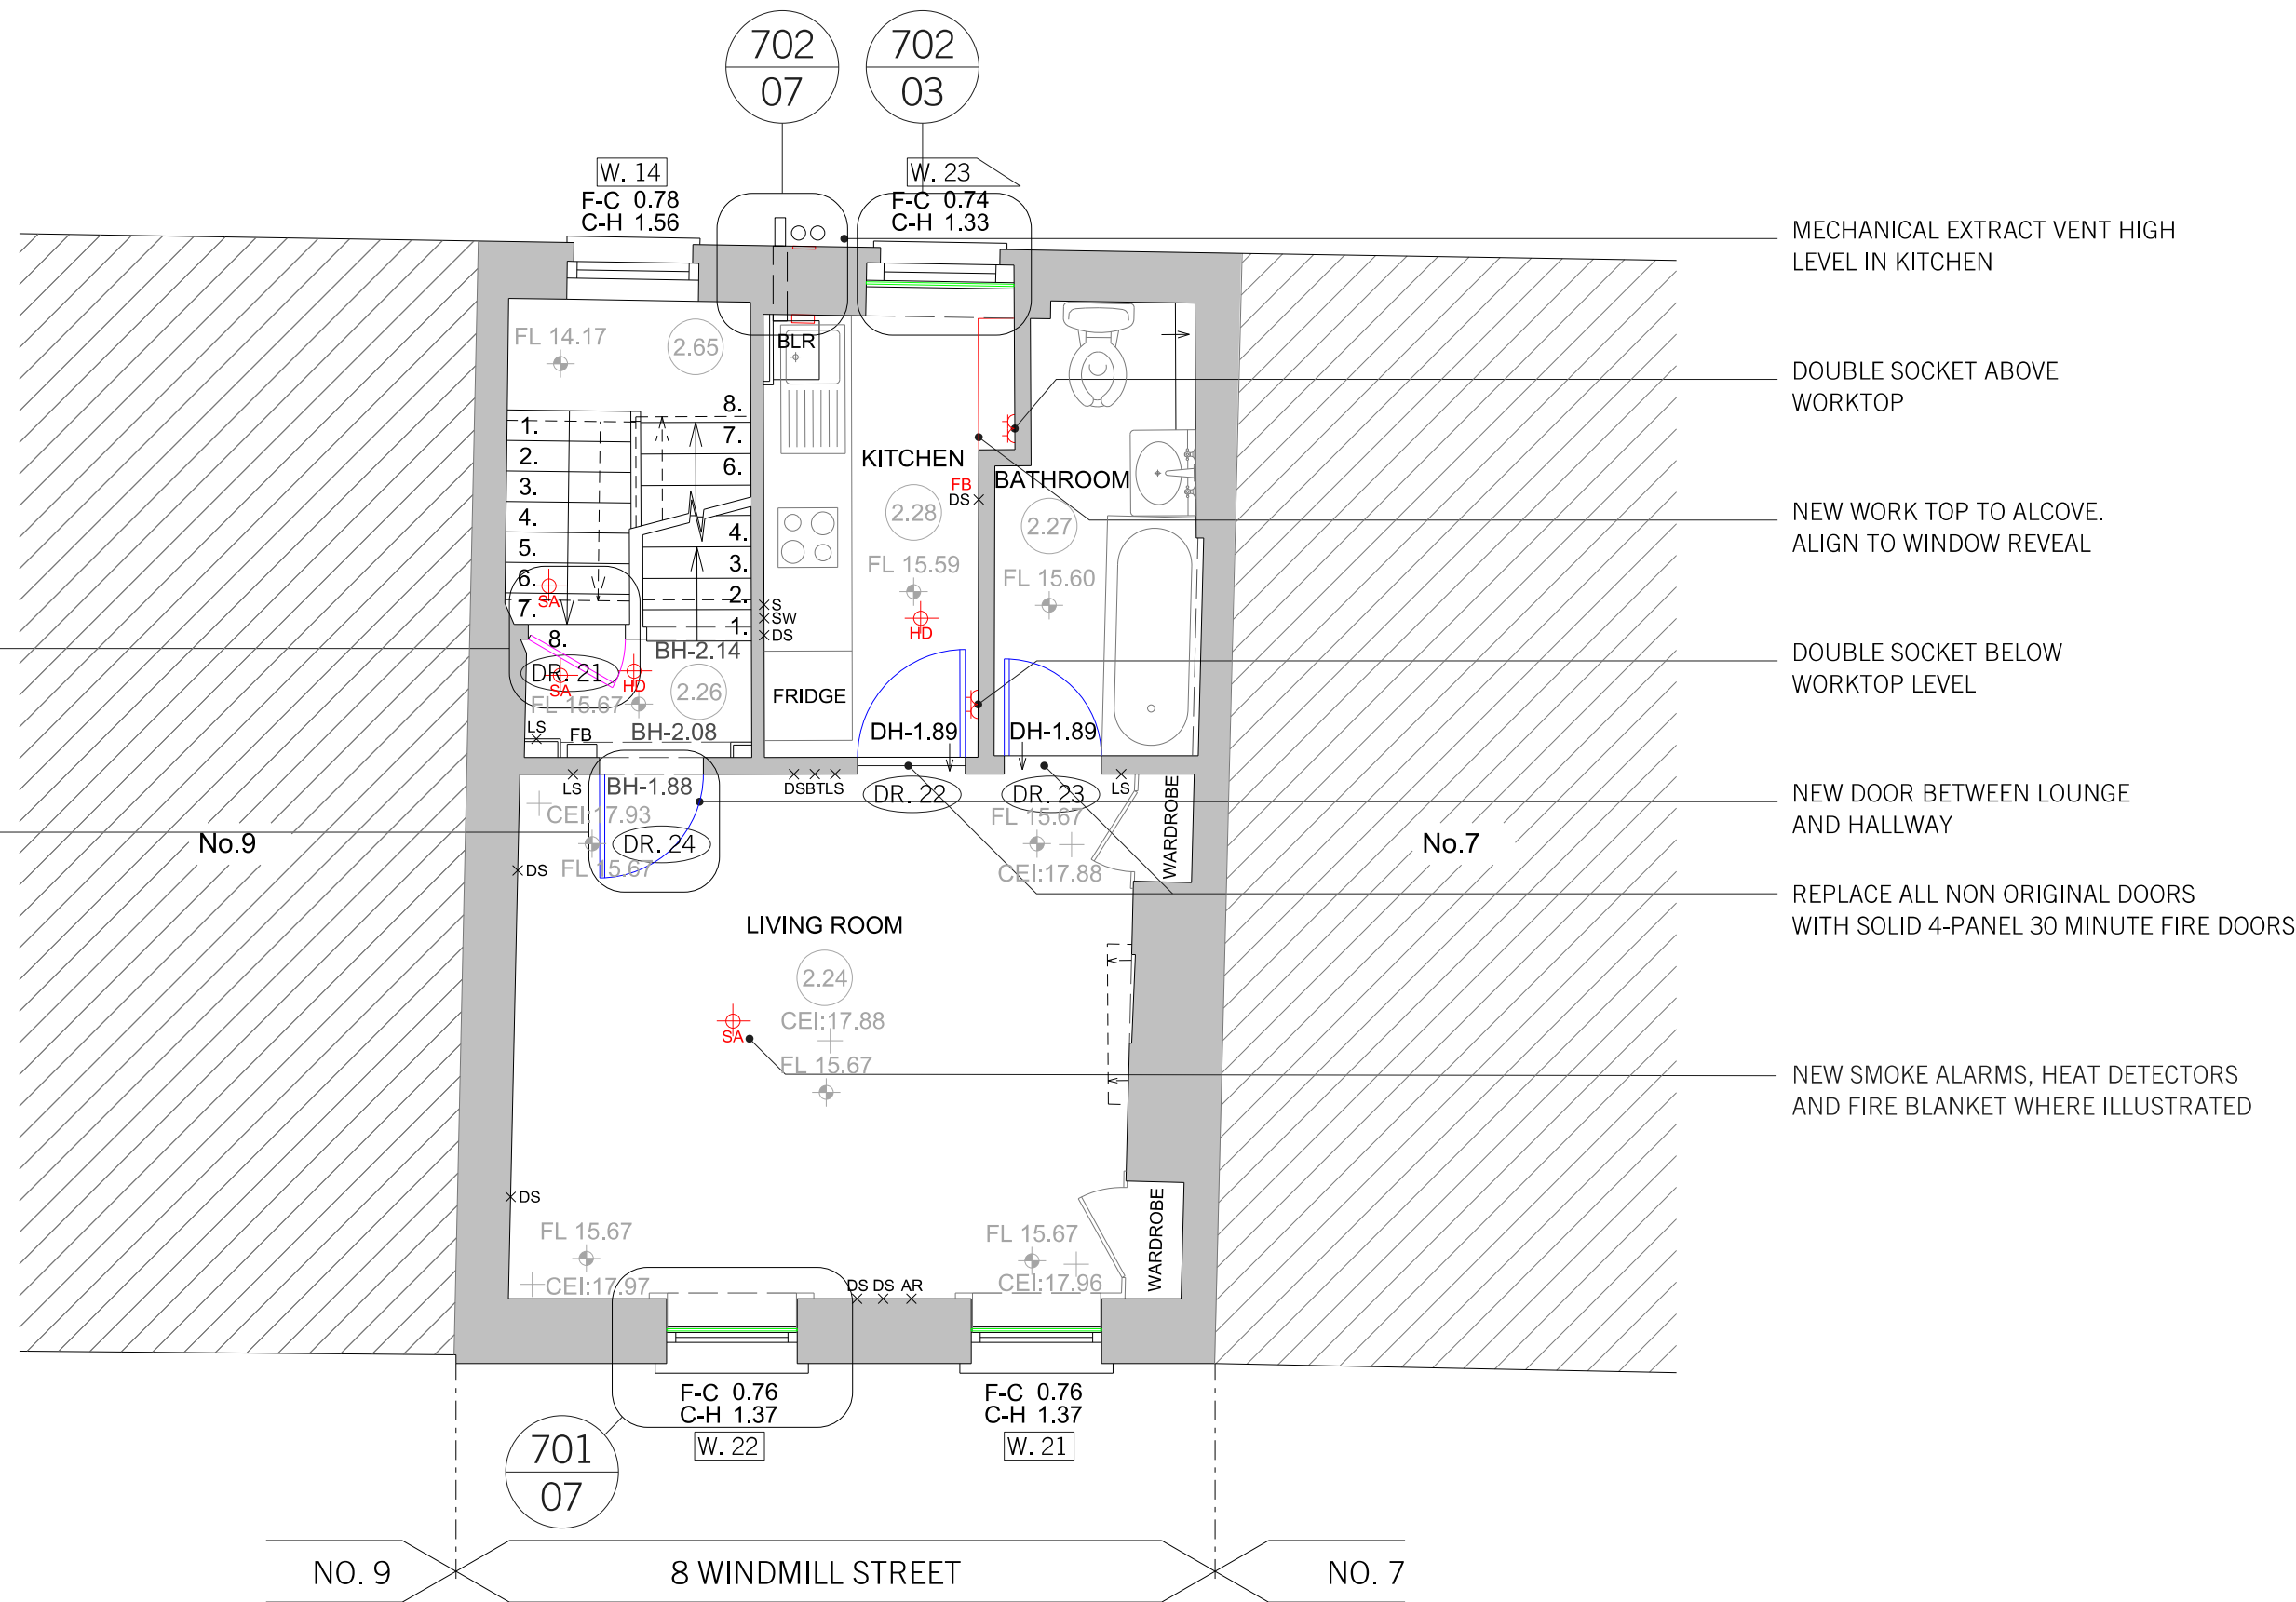 702
07
702
03
W. 14
F-C 0.78
C-H 1.56
W. 23
F-C 0.74
C-H 1.33
MECHANICAL EXTRACT VENT HIGH
LEVEL IN KITCHEN
FL 14.17
2.65
BLR
DOUBLE SOCKET ABOVE
WORKTOP
8.
7.
6.
1.
2.
3.
4.
5.
6.
7.
8.
4.
3.
2.
1.
KITCHEN
FB
DS
2.28
FL 15.59
HD
BATHROOM
2.27
FL 15.60
NEW WORK TOP TO ALCOVE.
ALIGN TO WINDOW REVEAL
SA
S
SW
DS
BH-2.14
DR. 21
SA
HD
2.26
FL 15.67
FRIDGE
DOUBLE SOCKET BELOW
WORKTOP LEVEL
LS
FB
BH-2.08
DH-1.89
DH-1.89
LS
BH-1.88
DS
BT
LS
DR. 22
DR. 23
LS
WARDROBE
NEW DOOR BETWEEN LOUNGE
AND HALLWAY
CEI:17.93
DR. 24
FL 15.67
DS
FL 15.67
CEI:17.88
No.9
No.7
REPLACE ALL NON ORIGINAL DOORS
WITH SOLID 4-PANEL 30 MINUTE FIRE DOORS
LIVING ROOM
2.24
CEI:17.88
SA
FL 15.67
NEW SMOKE ALARMS, HEAT DETECTORS
AND FIRE BLANKET WHERE ILLUSTRATED
DS
FL 15.67
CEI:17.97
FL 15.67
CEI:17.96
WARDROBE
DS DS AR
F-C 0.76
C-H 1.37
W. 22
F-C 0.76
C-H 1.37
W. 21
701
07
NO. 9
8 WINDMILL STREET
NO. 7